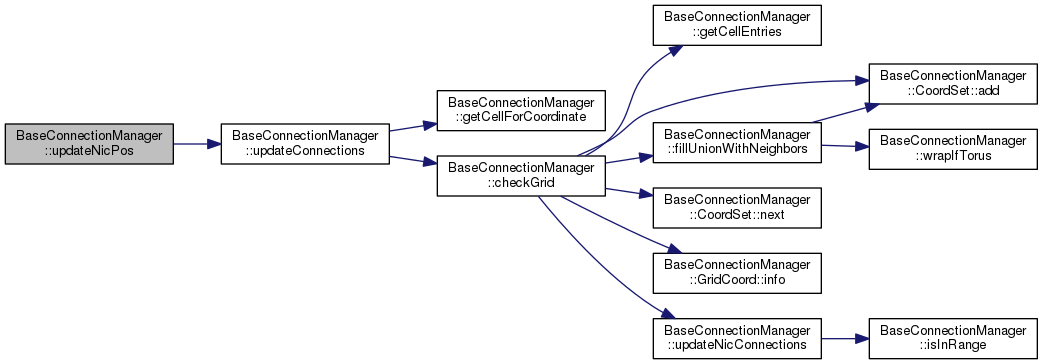 BaseConnectionManager
::updateNicPos
BaseConnectionManager
::updateConnections
BaseConnectionManager
::getCellForCoordinate
BaseConnectionManager
::checkGrid
BaseConnectionManager
::getCellEntries
BaseConnectionManager
::fillUnionWithNeighbors
BaseConnectionManager
::CoordSet::next
BaseConnectionManager
::GridCoord::info
BaseConnectionManager
::updateNicConnections
BaseConnectionManager
::CoordSet::add
BaseConnectionManager
::wrapIfTorus
BaseConnectionManager
::isInRange